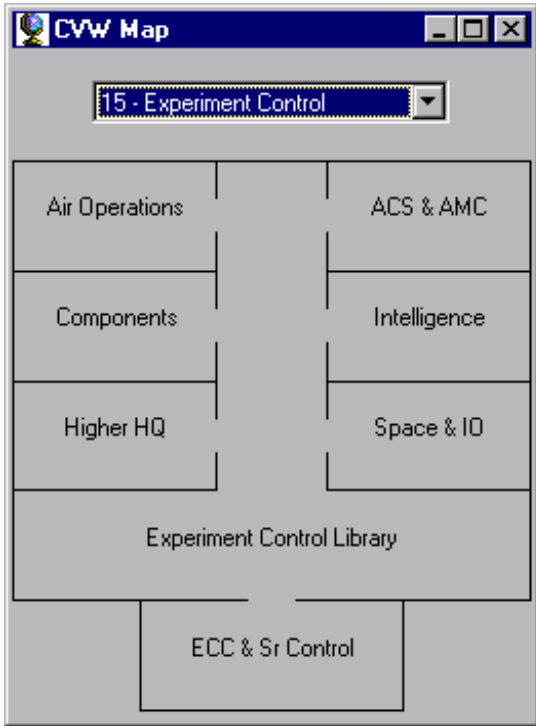 CVW Map
15 - Experiment Control
Air Operations
ACS & AMC
Components
Intelligence
Higher HQ
Space & IO
Experiment Control Library
ECC & Sr Control